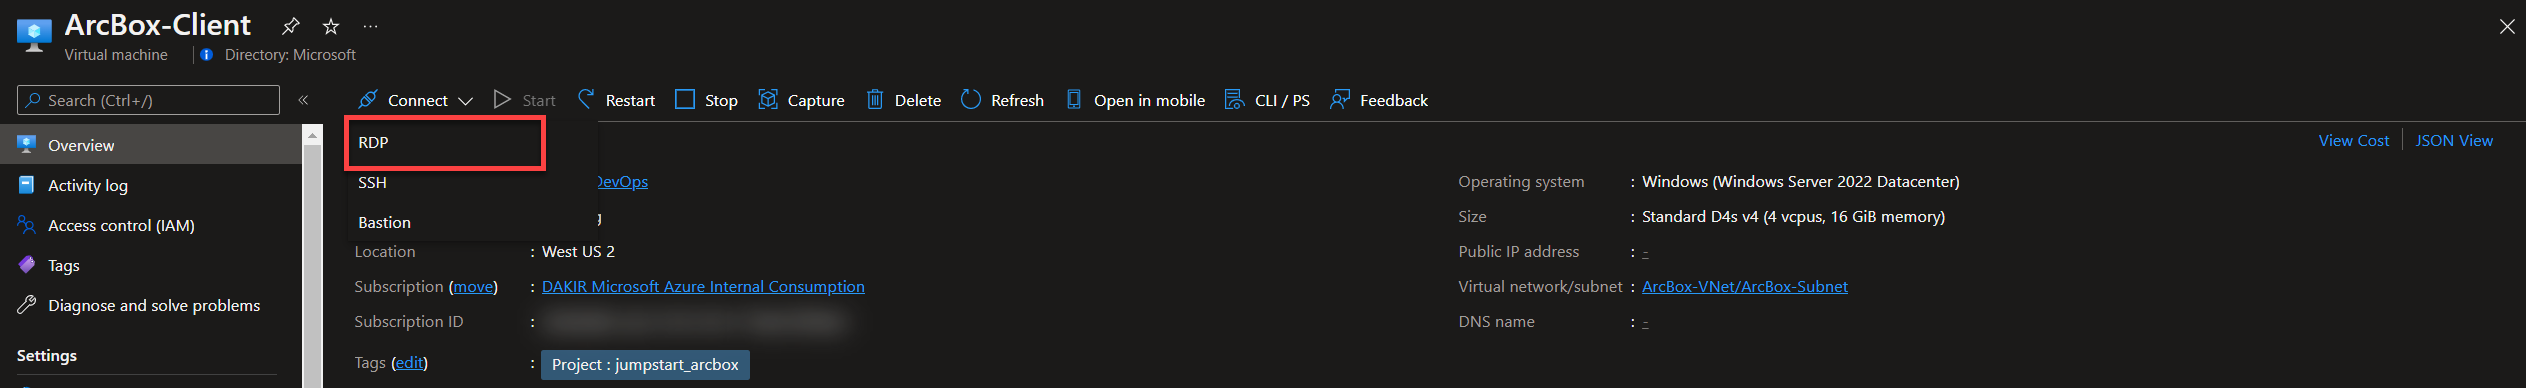 ArcBox-Client
Virtual machine
Directory: Microsoft
Search (Ctrl+/)
Connect
Start
Restart
Stop
Capture
Delete
Refresh
Open in mobile
CLI / PS
Feedback
Overview
Activity log
Access control (IAM)
Tags
Diagnose and solve problems
Settings
RDP
SSH
Bastion
View Cost
JSON View
DevOps
g
Location : West US 2
Subscription (move) : DAKIR Microsoft Azure Internal Consumption
Subscription ID :
Tags (edit) : Project : jumpstart_arcbox
Operating system : Windows (Windows Server 2022 Datacenter)
Size : Standard D4s v4 (4 vcpus, 16 GiB memory)
Public IP address : -
Virtual network/subnet : ArcBox-VNet/ArcBox-Subnet
DNS name : -